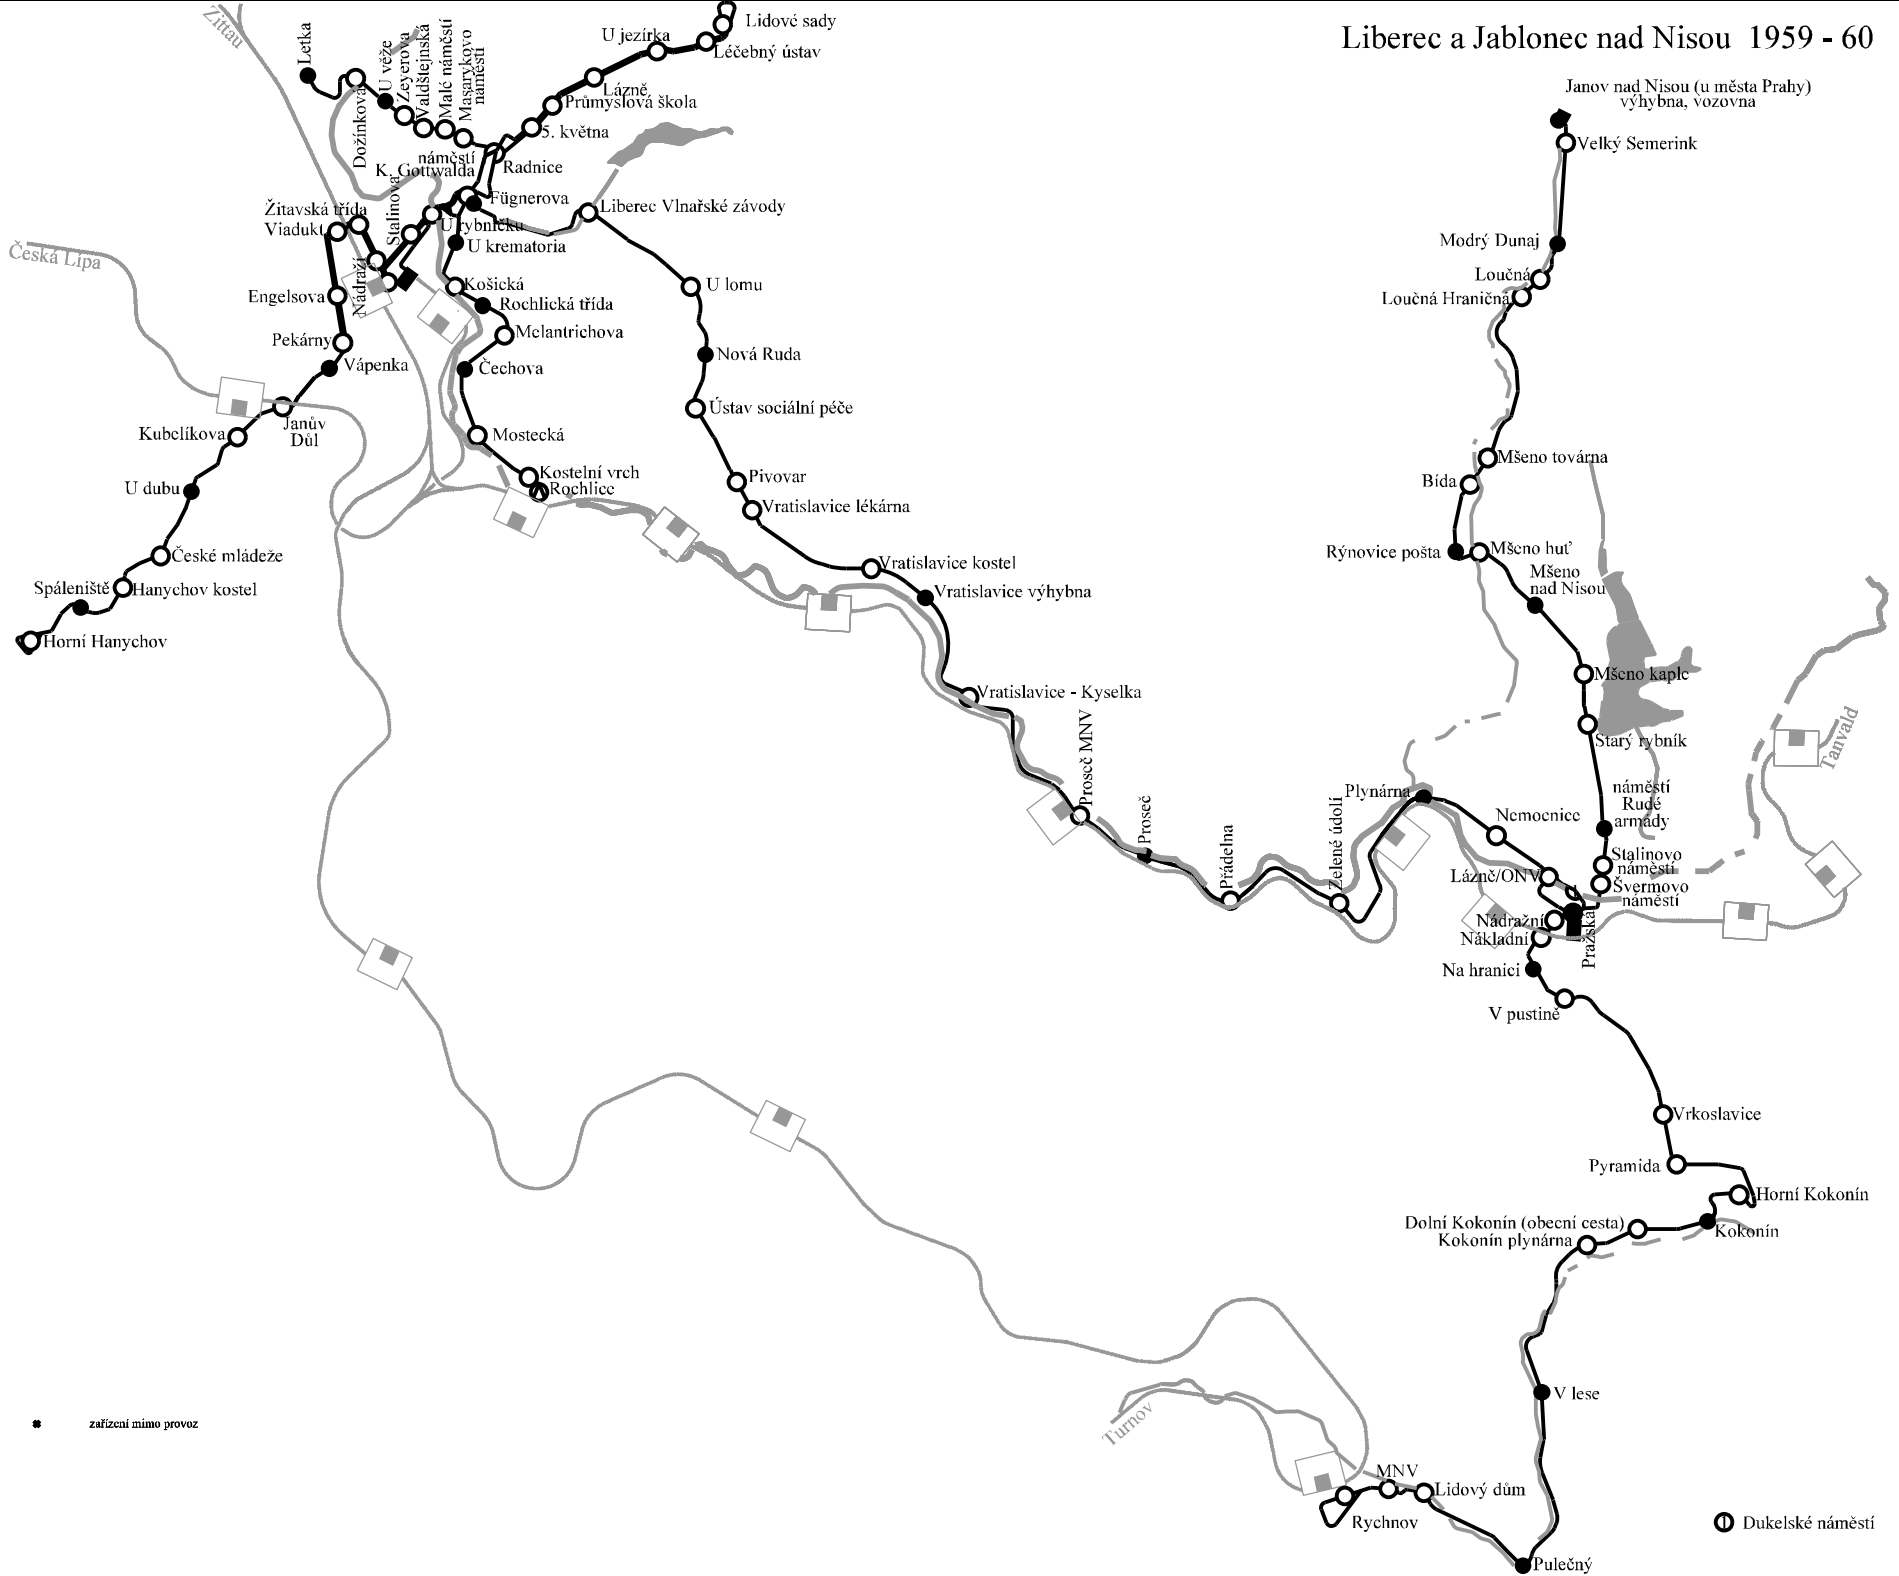 Liberec a Jablonec nad Nisou 1959 - 60
Zittau
Letka
Dožínkova
U věže
Zeyerova
Valdštejnská
Malé náměstí
Masarykovo
náměstí
U jezírka
Lidové sady
Léčebný ústav
Lázně
Průmyslová škola
5. května
Radnice
náměstí
K. Gottwalda
Fügnerova
Liberec Vlnařské závody
Stalinova
U rybníčku
U krematoria
Žitavská třída
Viadukt
Nádraží
Engelsova
Pekárny
Vápenka
Košická
Rochlická třída
Melantrichova
Čechova
Mostecká
Kostelní vrch
Rochlice
Česká Lípa
Janův
Důl
Kubelíkova
U dubu
České mládeže
Spáleniště
Hanychov kostel
Horní Hanychov
U lomu
Nová Ruda
Ústav sociální péče
Pivovar
Vratislavice lékárna
Vratislavice kostel
Vratislavice výhybna
Vratislavice - Kyselka
Proseč MNV
Proseč
Přádelna
Zelené údolí
Plynárna
Nemocnice
Lázně/ONV
Nádražní
Nákladní
Pražská
Na hranici
V pustině
Janov nad Nisou (u města Prahy)
výhybna, vozovna
Velký Semerink
Modrý Dunaj
Loučná
Loučná Hraničná
Mšeno továrna
Bída
Rýnovice pošta
Mšeno huť
Mšeno
nad Nisou
Mšeno kaple
Starý rybník
náměstí
Rudé
armády
Stalinovo
náměstí
Švermovo
náměstí
Tanvald
Vrkoslavice
Pyramida
Horní Kokonín
Dolní Kokonín (obecní cesta)
Kokonín
Kokonín plynárna
V lese
Turnov
MNV
Lidový dům
Rychnov
Pulečný
zařízení mimo provoz
Dukelské náměstí